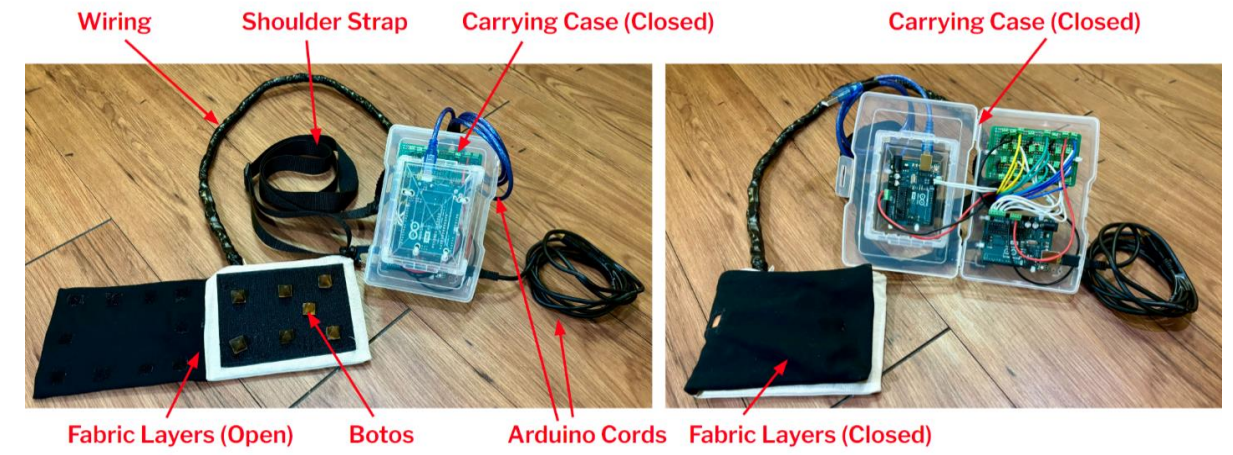 Wiring
Shoulder Strap
Carrying Case (Closed)
Carrying Case (Closed)
Fabric Layers (Open)
Botos
Arduino Cords
Fabric Layers (Closed)